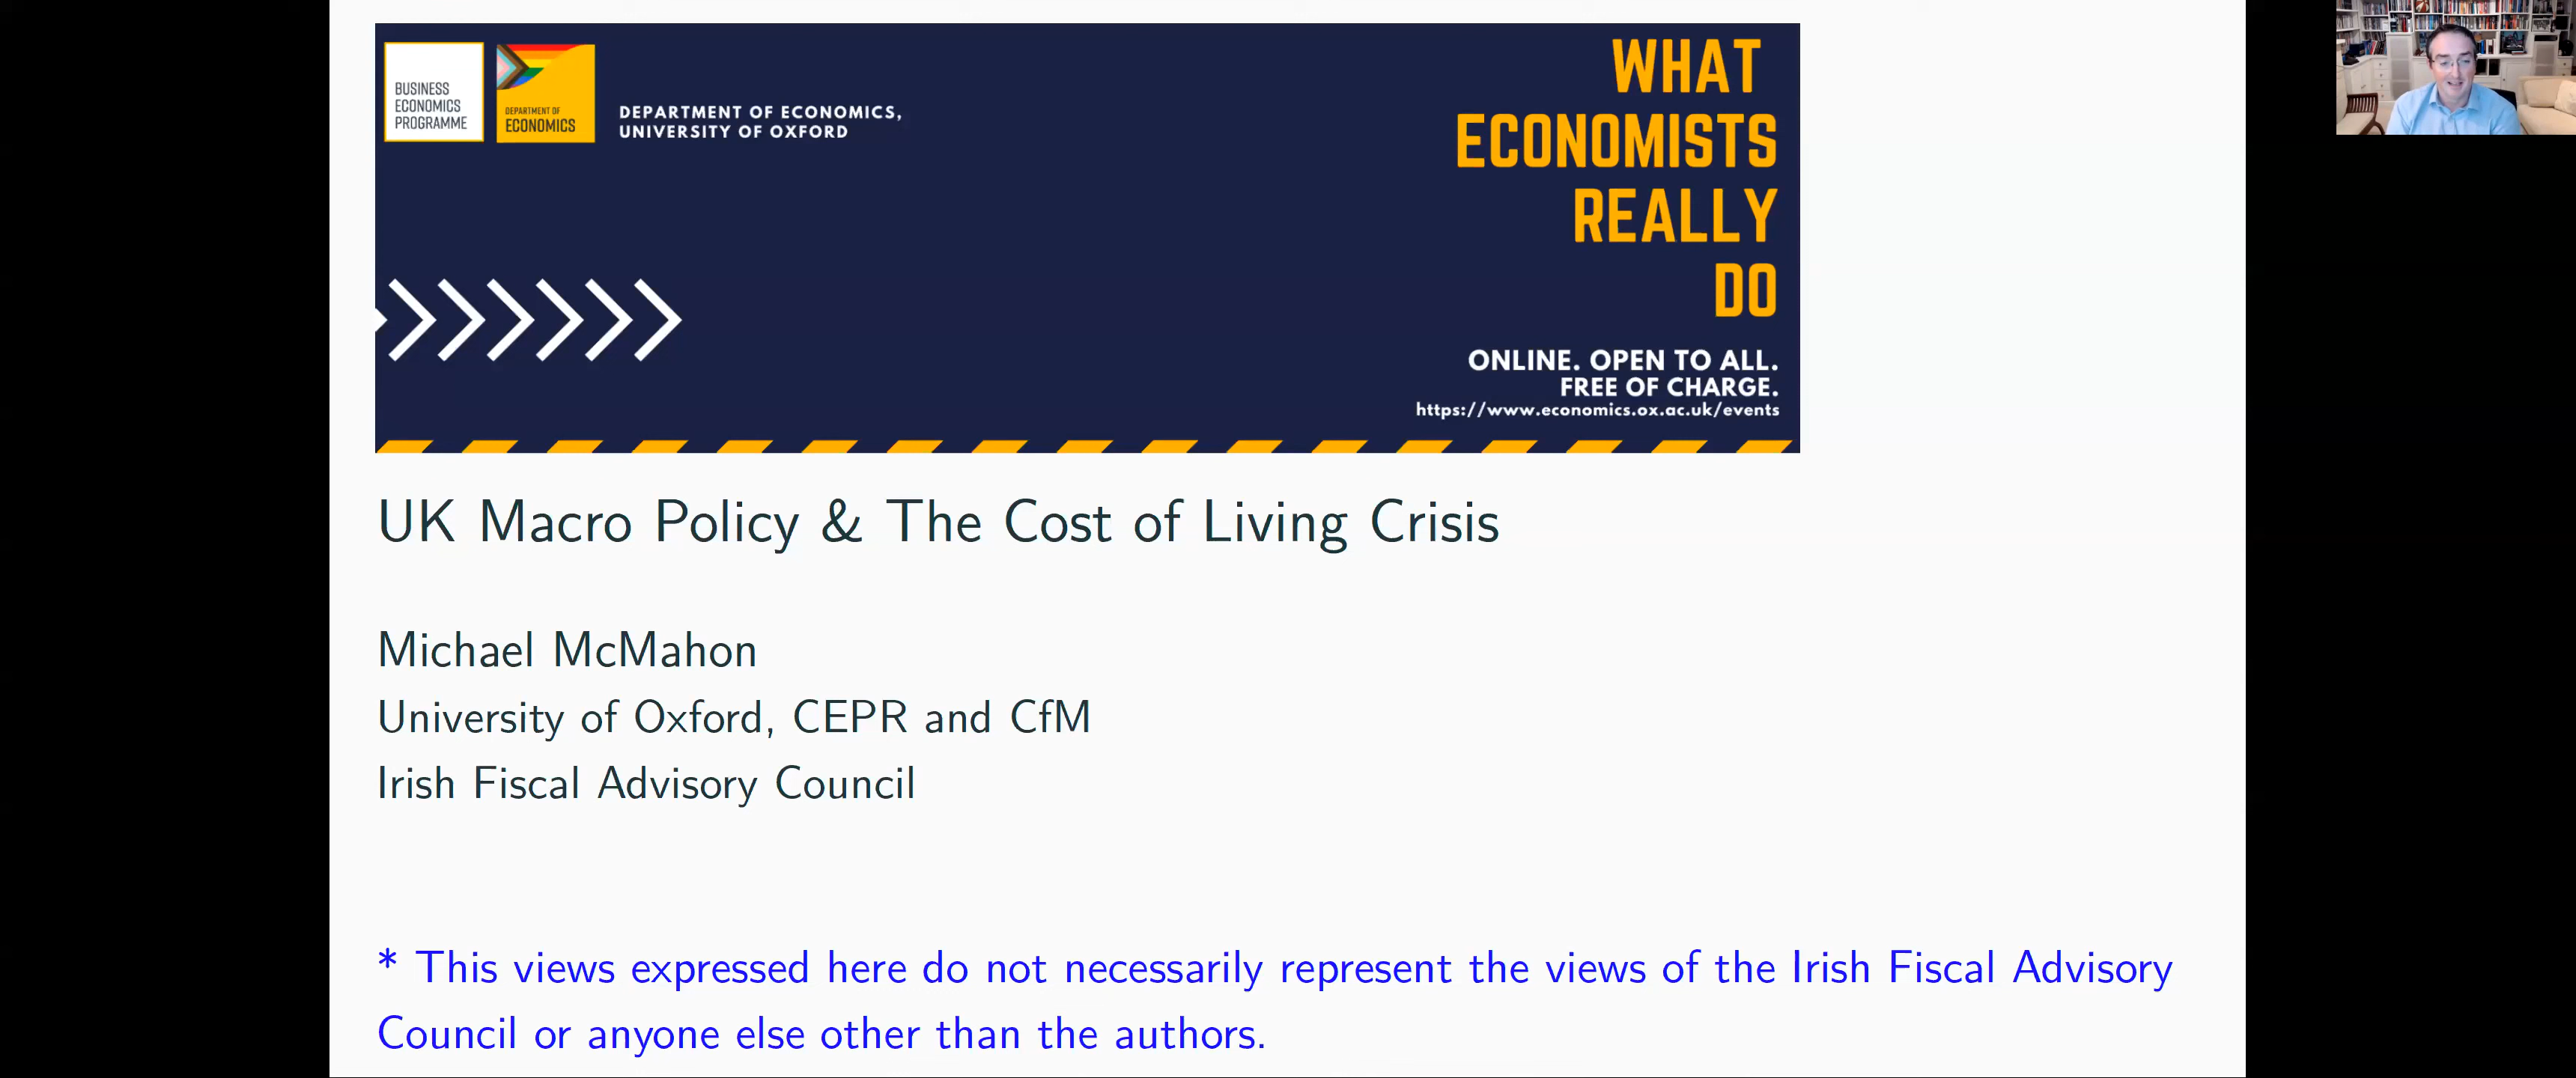 BUSINESS
ECONOMICS
PROGRAMME
DEPARTMENT OF
ECONOMICS
DEPARTMENT OF ECONOMICS,
UNIVERSITY OF OXFORD
WHAT
ECONOMISTS
REALLY
DO
ONLINE. OPEN TO ALL.
FREE OF CHARGE.
https://www.economics.ox.ac.uk/events
UK Macro Policy & The Cost of Living Crisis
Michael McMahon
University of Oxford, CEPR and CfM
Irish Fiscal Advisory Council
* This views expressed here do not necessarily represent the views of the Irish Fiscal Advisory
Council or anyone else other than the authors.